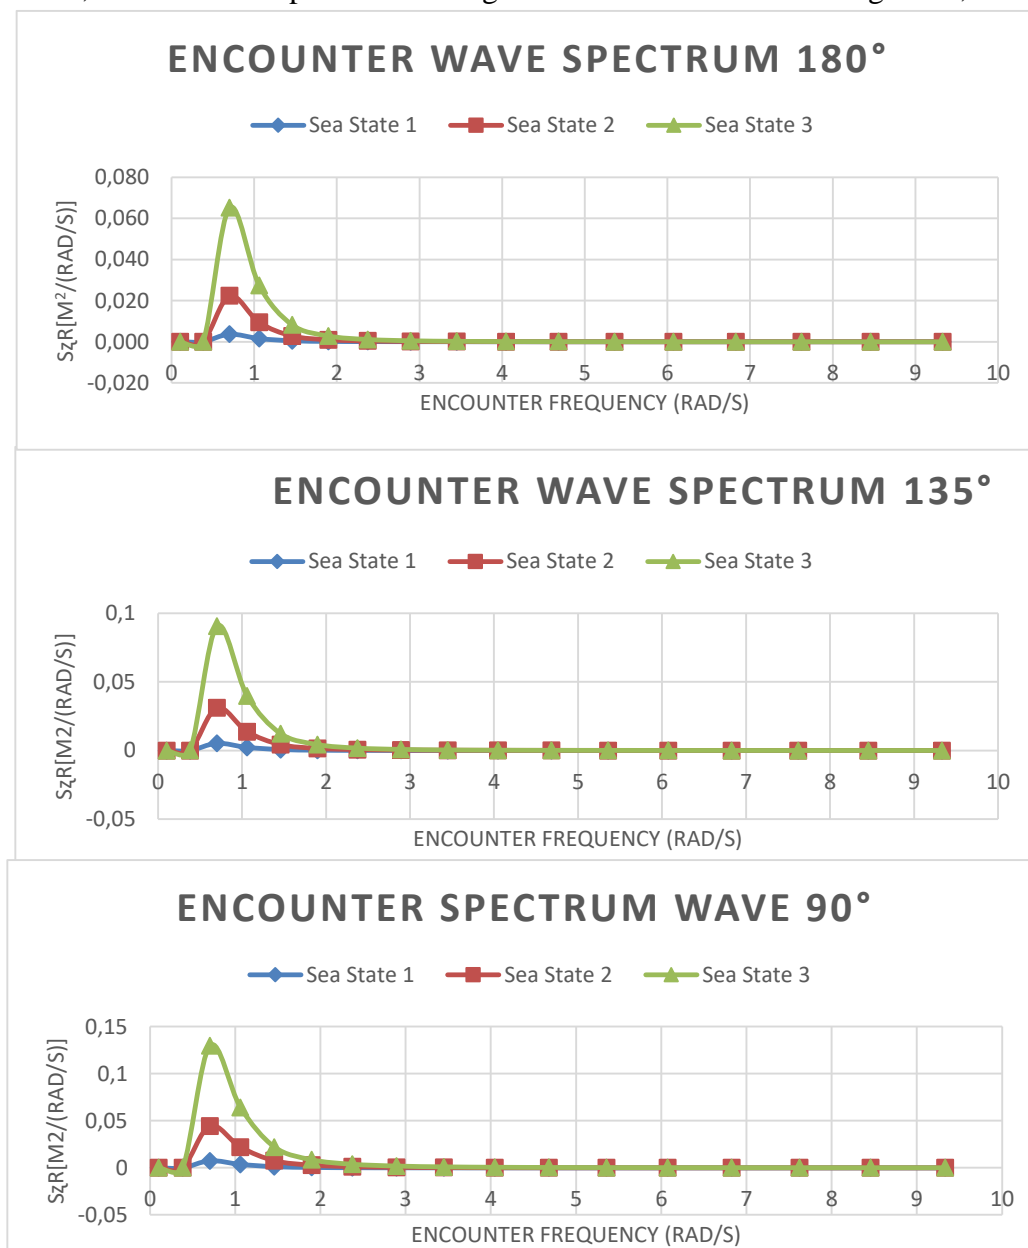 ENCOUNTER WAVE SPECTRUM 180°
Sea State 1 Sea State 2 Sea State 3
0,080
0,060
0,040
0,020
0,000
-0,020
SⱬR[M²/(RAD/S)]
0 1 2 3 4 5 6 7 8 9 10
ENCOUNTER FREQUENCY (RAD/S)
ENCOUNTER WAVE SPECTRUM 135°
Sea State 1 Sea State 2 Sea State 3
0,1
0,05
0
-0,05
SⱬR[M2/(RAD/S)]
0 1 2 3 4 5 6 7 8 9 10
ENCOUNTER FREQUENCY (RAD/S)
ENCOUNTER SPECTRUM WAVE 90°
Sea State 1 Sea State 2 Sea State 3
0,15
0,1
0,05
0
-0,05
SⱬR[M2/(RAD/S)]
0 1 2 3 4 5 6 7 8 9 10
ENCOUNTER FREQUENCY (RAD/S)